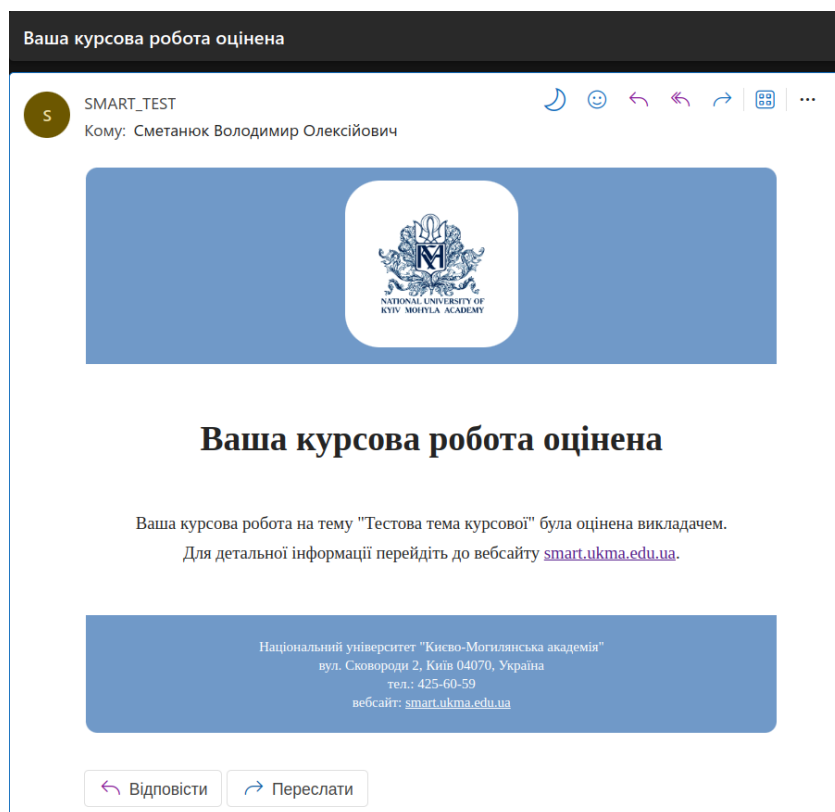 Ваша курсова робота оцінена
S
SMART_TEST
Кому: Сметанюк Володимир Олексійович
NATIONAL UNIVERSITY OF
KYIV MOHYLA ACADEMY
Ваша курсова робота оцінена
Ваша курсова робота на тему "Тестова тема курсової" була оцінена викладачем.
Для детальної інформації перейдіть до вебсайту smart.ukma.edu.ua.
Національний університет "Києво-Могилянська академія"
вул. Сковороди 2, Київ 04070, Україна
тел.: 425-60-59
вебсайт: smart.ukma.edu.ua
Відповісти
Переслати